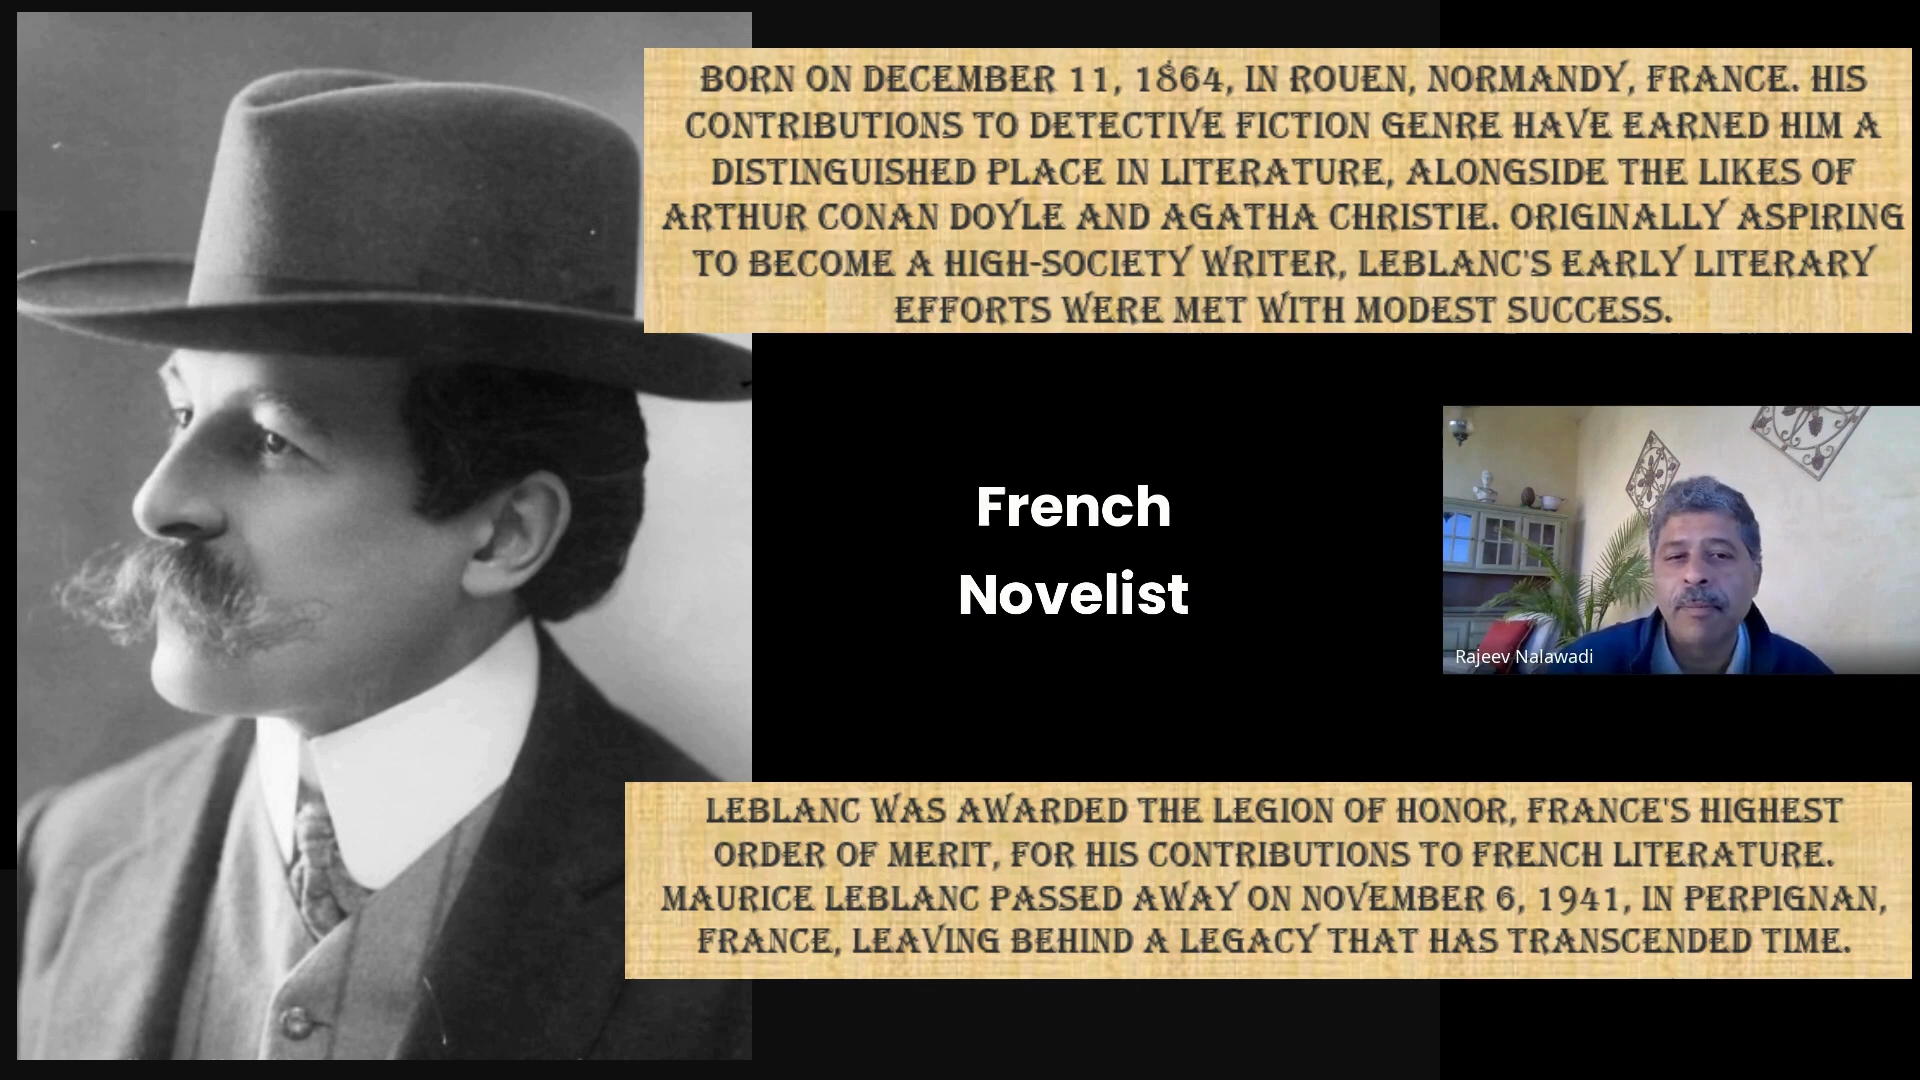 BORN ON DECEMBER 11, 1864, IN ROUEN, NORMANDY, FRANCE. HIS
CONTRIBUTIONS TO DETECTIVE FICTION GENRE HAVE EARNED HIM A
DISTINGUISHED PLACE IN LITERATURE, ALONGSIDE THE LIKES OF
ARTHUR CONAN DOYLE AND AGATHA CHRISTIE. ORIGINALLY ASPIRING
TO BECOME A HIGH-SOCIETY WRITER, LEBLANC'S EARLY LITERARY
EFFORTS WERE MET WITH MODEST SUCCESS.
French
Novelist
Rajeev Nalawadi
LEBLANC WAS AWARDED THE LEGION OF HONOR, FRANCE'S HIGHEST
ORDER OF MERIT, FOR HIS CONTRIBUTIONS TO FRENCH LITERATURE.
MAURICE LEBLANC PASSED AWAY ON NOVEMBER 6, 1941, IN PERPIGNAN,
FRANCE, LEAVING BEHIND A LEGACY THAT HAS TRANSCENDED TIME.